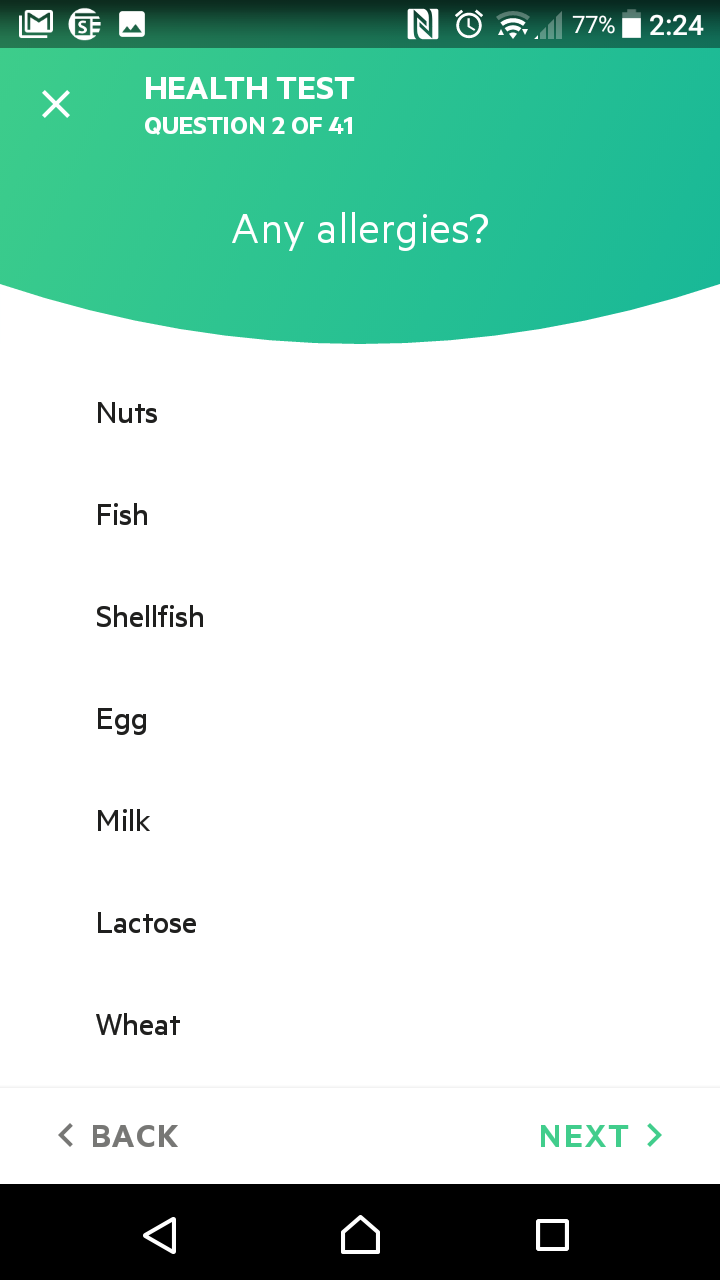 77% 2:24
HEALTH TEST
QUESTION 2 OF 41
Any allergies?
Nuts
Fish
Shellfish
Egg
Milk
Lactose
Wheat
BACK NEXT